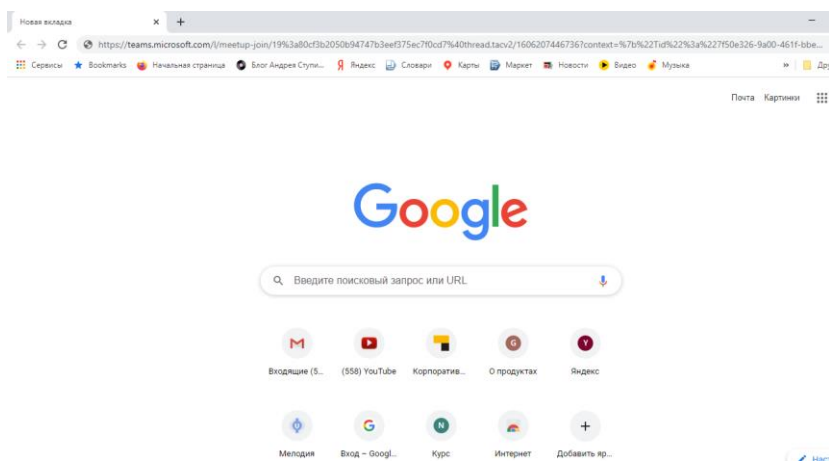 Новая вкладка
https://teams.microsoft.com/l/meetup-join/19%3a80cf3b2050b94747b3eef375ec7f0cd7%40thread.tacv2/1606207446736?context=%7b%22Tid%22%3a%227f50e326-9a00-461f-bbe...
Сервисы Bookmarks Начальная страница Блог Андрея Ступи... Яндекс Словари Карты Маркет Новости Видео Музыка » Дру
Почта Картинки
Google
Введите поисковый запрос или URL
Входящие (5... (558) YouTube Корпоратив... О продуктах Яндекс
Мелодия Вход – Googl... Курс Интернет Добавить яр...
Нас